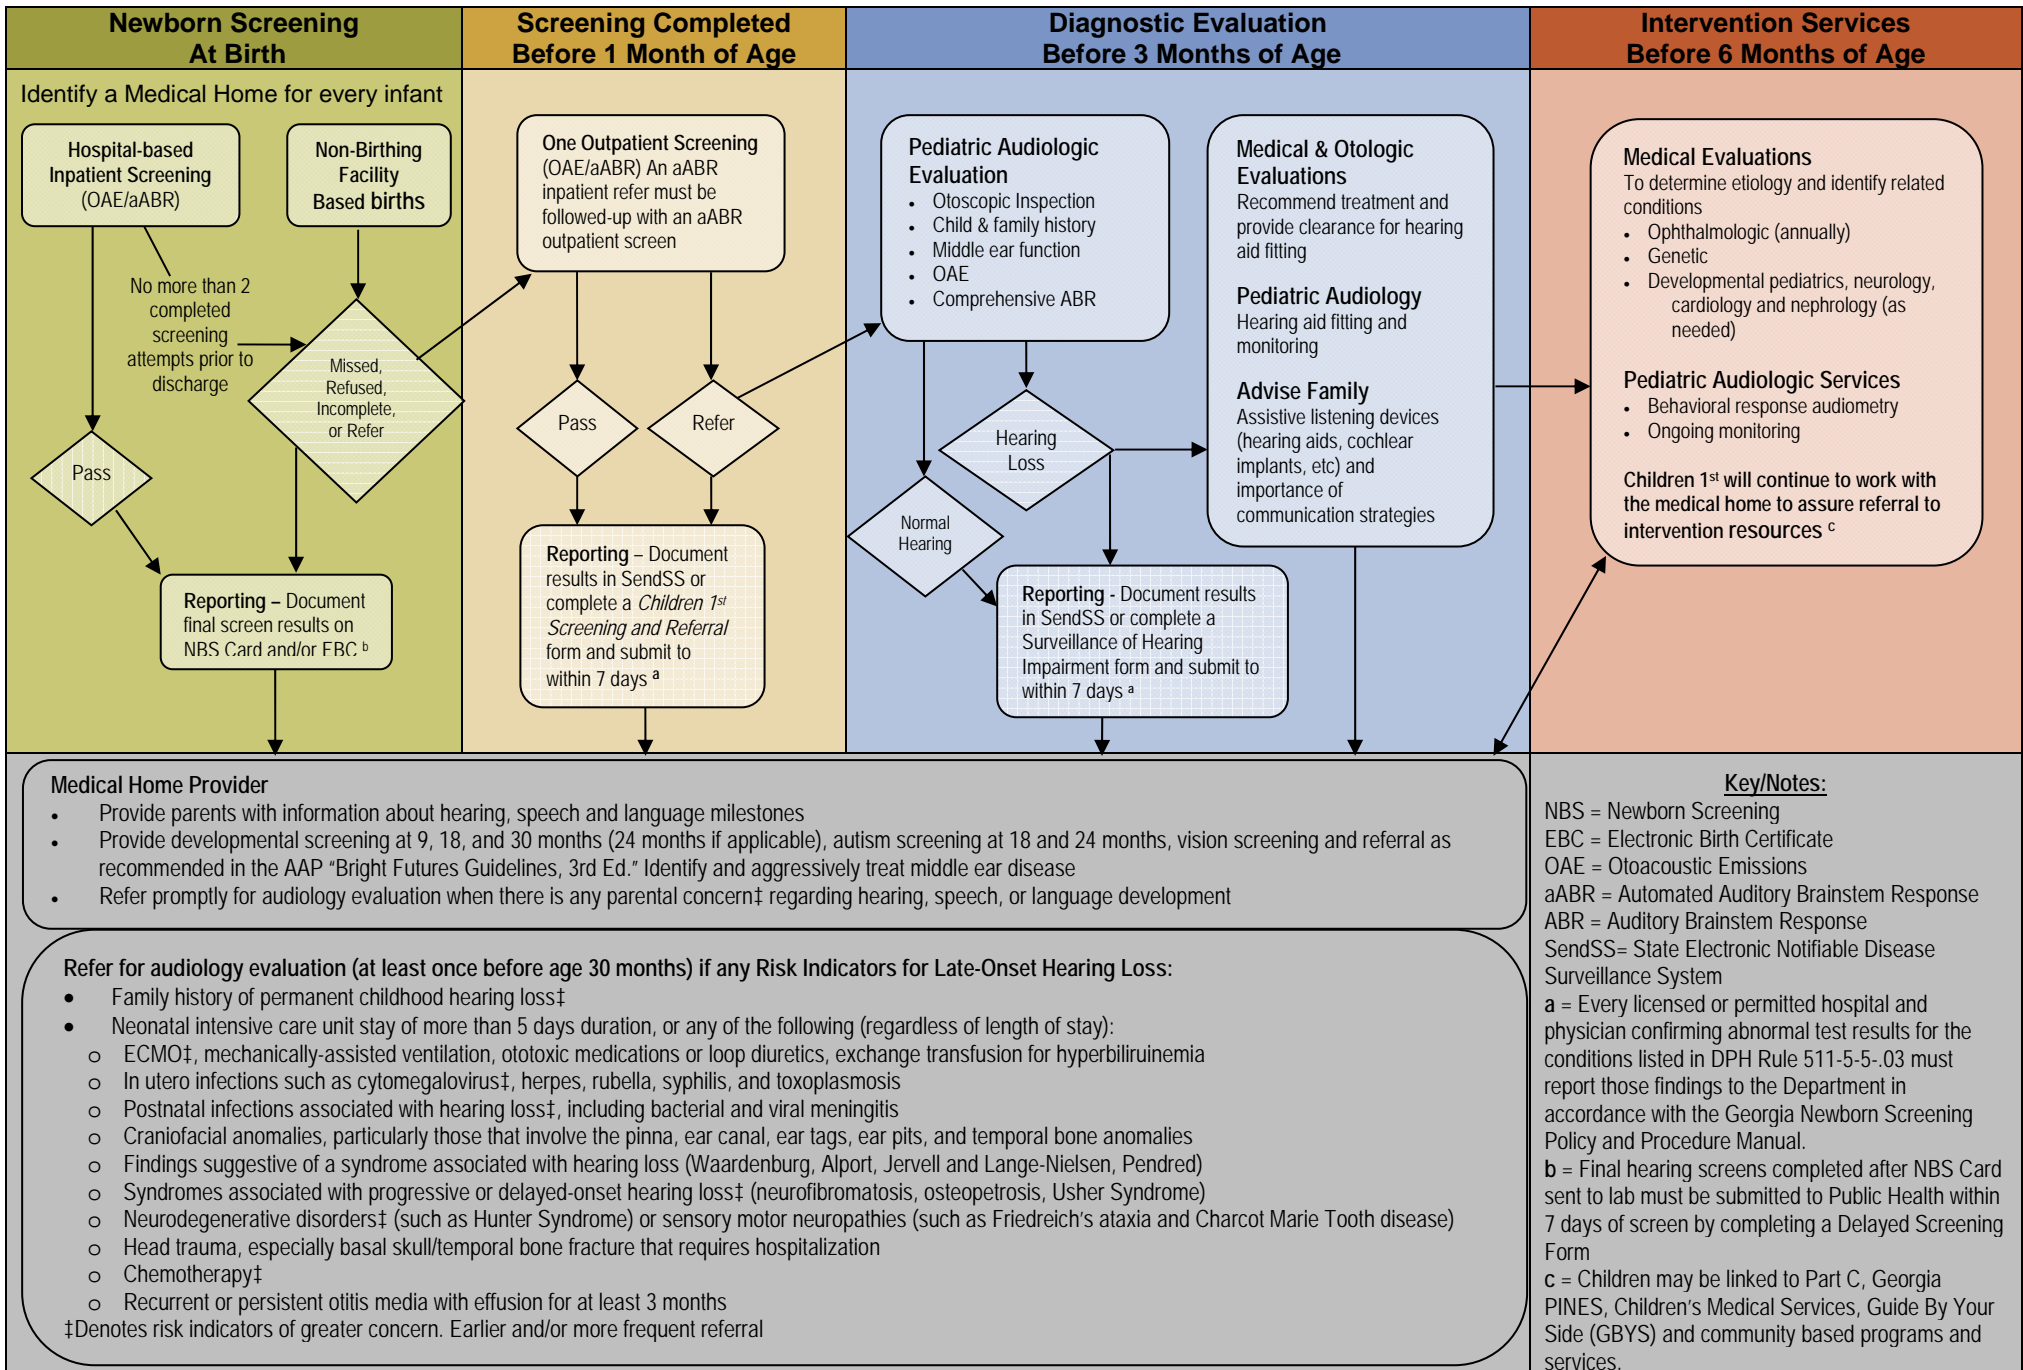 Newborn Screening
At Birth
Screening Completed
Before 1 Month of Age
Diagnostic Evaluation
Before 3 Months of Age
Intervention Services
Before 6 Months of Age
Identify a Medical Home for every infant
Hospital-based
Inpatient Screening
(OAE/aABR)
Non-Birthing
Facility
Based births
No more than 2
completed
screening
attempts prior to
discharge
Missed,
Refused,
Incomplete,
or Refer
Pass
Reporting – Document
final screen results on
NBS Card and/or EBC b
One Outpatient Screening
(OAE/aABR) An aABR
inpatient refer must be
followed-up with an aABR
outpatient screen
Pass
Refer
Reporting – Document
results in SendSS or
complete a Children 1st
Screening and Referral
form and submit to
within 7 days a
Pediatric Audiologic
Evaluation
• Otoscopic Inspection
• Child & family history
• Middle ear function
• OAE
• Comprehensive ABR
Hearing
Loss
Normal
Hearing
Reporting - Document results
in SendSS or complete a
Surveillance of Hearing
Impairment form and submit to
within 7 days a
Medical & Otologic
Evaluations
Recommend treatment and
provide clearance for hearing
aid fitting
Pediatric Audiology
Hearing aid fitting and
monitoring
Advise Family
Assistive listening devices
(hearing aids, cochlear
implants, etc) and
importance of
communication strategies
Medical Evaluations
To determine etiology and identify related
conditions
• Ophthalmologic (annually)
• Genetic
• Developmental pediatrics, neurology,
cardiology and nephrology (as
needed)
Pediatric Audiologic Services
• Behavioral response audiometry
• Ongoing monitoring
Children 1st will continue to work with
the medical home to assure referral to
intervention resources c
Medical Home Provider
• Provide parents with information about hearing, speech and language milestones
• Provide developmental screening at 9, 18, and 30 months (24 months if applicable), autism screening at 18 and 24 months, vision screening and referral as
recommended in the AAP “Bright Futures Guidelines, 3rd Ed.” Identify and aggressively treat middle ear disease
• Refer promptly for audiology evaluation when there is any parental concern‡ regarding hearing, speech, or language development
Refer for audiology evaluation (at least once before age 30 months) if any Risk Indicators for Late-Onset Hearing Loss:
• Family history of permanent childhood hearing loss‡
• Neonatal intensive care unit stay of more than 5 days duration, or any of the following (regardless of length of stay):
o ECMO‡, mechanically-assisted ventilation, ototoxic medications or loop diuretics, exchange transfusion for hyperbiliruinemia
o In utero infections such as cytomegalovirus‡, herpes, rubella, syphilis, and toxoplasmosis
o Postnatal infections associated with hearing loss‡, including bacterial and viral meningitis
o Craniofacial anomalies, particularly those that involve the pinna, ear canal, ear tags, ear pits, and temporal bone anomalies
o Findings suggestive of a syndrome associated with hearing loss (Waardenburg, Alport, Jervell and Lange-Nielsen, Pendred)
o Syndromes associated with progressive or delayed-onset hearing loss‡ (neurofibromatosis, osteopetrosis, Usher Syndrome)
o Neurodegenerative disorders‡ (such as Hunter Syndrome) or sensory motor neuropathies (such as Friedreich’s ataxia and Charcot Marie Tooth disease)
o Head trauma, especially basal skull/temporal bone fracture that requires hospitalization
o Chemotherapy‡
o Recurrent or persistent otitis media with effusion for at least 3 months
‡Denotes risk indicators of greater concern. Earlier and/or more frequent referral
Key/Notes:
NBS = Newborn Screening
EBC = Electronic Birth Certificate
OAE = Otoacoustic Emissions
aABR = Automated Auditory Brainstem Response
ABR = Auditory Brainstem Response
SendSS= State Electronic Notifiable Disease
Surveillance System
a = Every licensed or permitted hospital and
physician confirming abnormal test results for the
conditions listed in DPH Rule 511-5-5-.03 must
report those findings to the Department in
accordance with the Georgia Newborn Screening
Policy and Procedure Manual.
b = Final hearing screens completed after NBS Card
sent to lab must be submitted to Public Health within
7 days of screen by completing a Delayed Screening
Form
c = Children may be linked to Part C, Georgia
PINES, Children’s Medical Services, Guide By Your
Side (GBYS) and community based programs and
services.